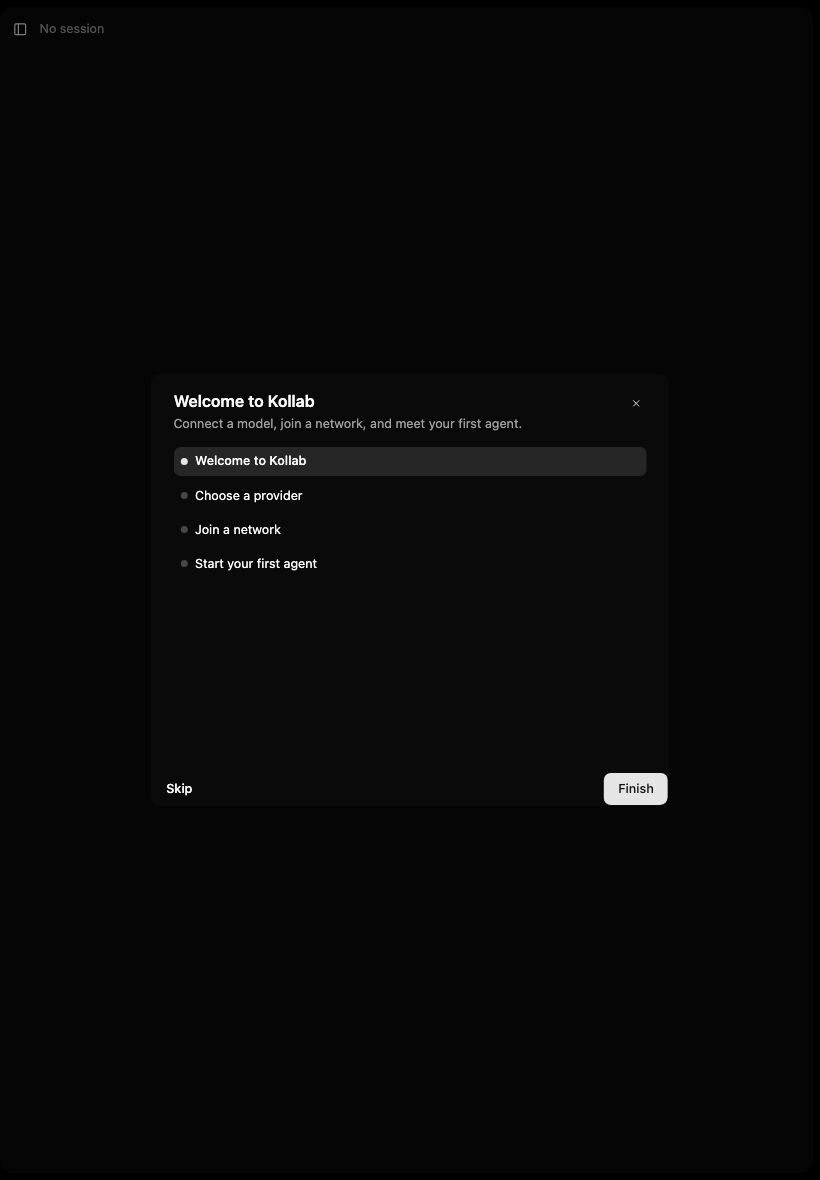 No session
Welcome to Kollab
Connect a model, join a network, and meet your first agent.
Welcome to Kollab
Choose a provider
Join a network
Start your first agent
Skip
Finish